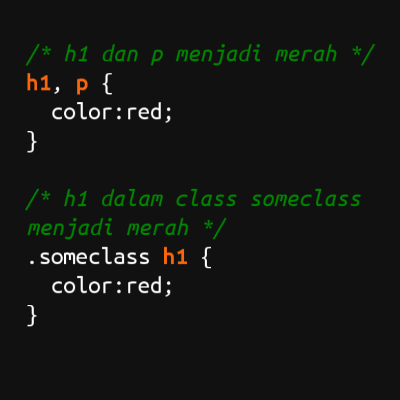 /* h1 dan p menjadi merah */
h1, p {
  color:red;
}

/* h1 dalam class someclass
menjadi merah */
.someclass h1 {
  color:red;
}